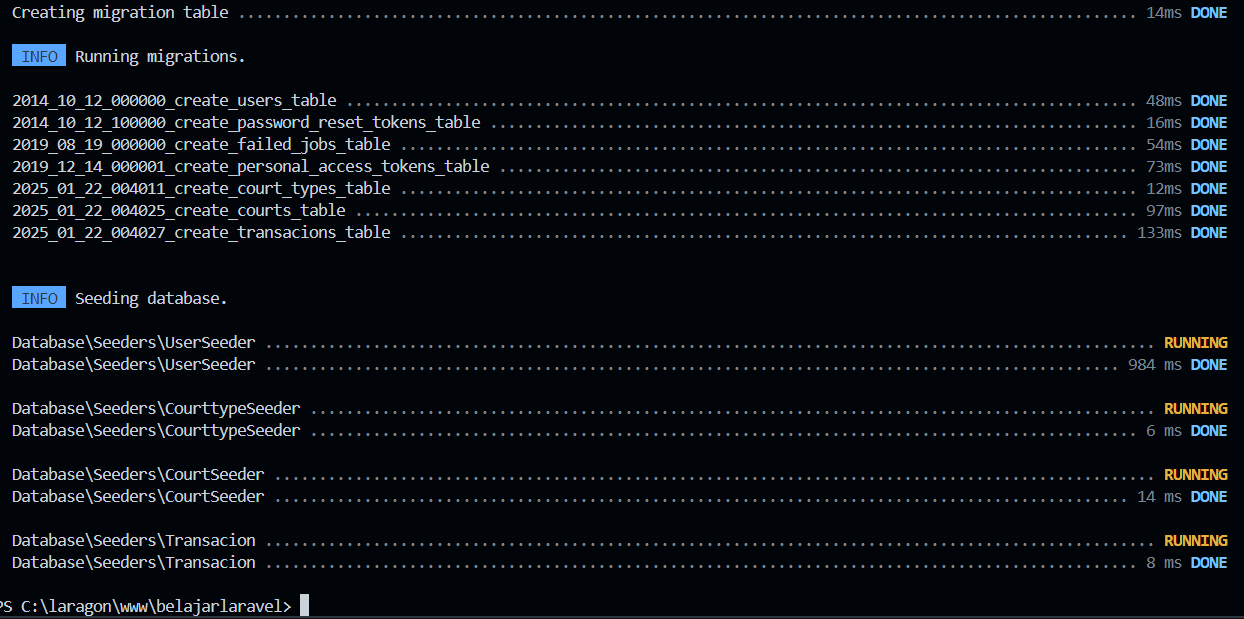 Creating migration table .................................................................................................... 14ms DONE
INFO Running migrations.
2014_10_12_000000_create_users_table ........................................................................................ 48ms DONE
2014_10_12_100000_create_password_reset_tokens_table ........................................................................ 16ms DONE
2019_08_19_000000_create_failed_jobs_table .................................................................................. 54ms DONE
2019_12_14_000001_create_personal_access_tokens_table ....................................................................... 73ms DONE
2025_01_22_004011_create_court_types_table .................................................................................. 12ms DONE
2025_01_22_004025_create_courts_table ....................................................................................... 97ms DONE
2025_01_22_004027_create_transacions_table ................................................................................. 133ms DONE
INFO Seeding database.
Database\Seeders\UserSeeder ................................................................................................... RUNNING
Database\Seeders\UserSeeder ............................................................................................... 984 ms DONE
Database\Seeders\CourttypeSeeder .............................................................................................. RUNNING
Database\Seeders\CourttypeSeeder ............................................................................................ 6 ms DONE
Database\Seeders\CourtSeeder .................................................................................................. RUNNING
Database\Seeders\CourtSeeder ............................................................................................... 14 ms DONE
Database\Seeders\Transacion ................................................................................................... RUNNING
Database\Seeders\Transacion ................................................................................................. 8 ms DONE
PS C:\laragon\www\belajarlaravel>